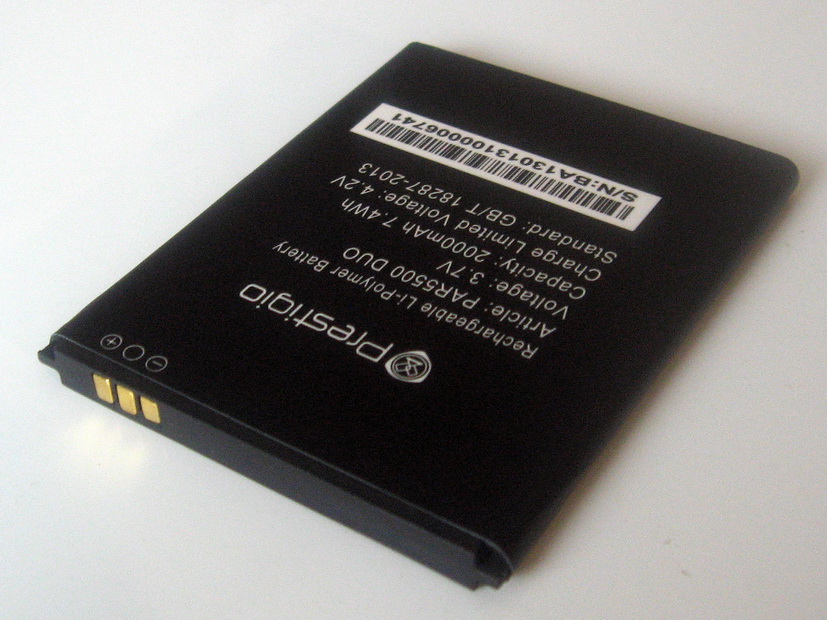 Prestigio
Rechargeable Li-Polymer Battery
Article: PAR5500 DUO
Voltage: 3.7V
Capacity: 2000mAh 7.4Wh
Charge Limited Voltage: 4.2V
Standard: GB/T 18287-2013
S/N:BA1301310006741